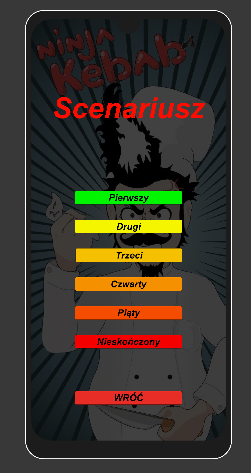 NINJA
Kebab
Scenariusz
Pierwszy
Drugi
Trzeci
Czwarty
Piąty
Nieskończony
WRÓĆ